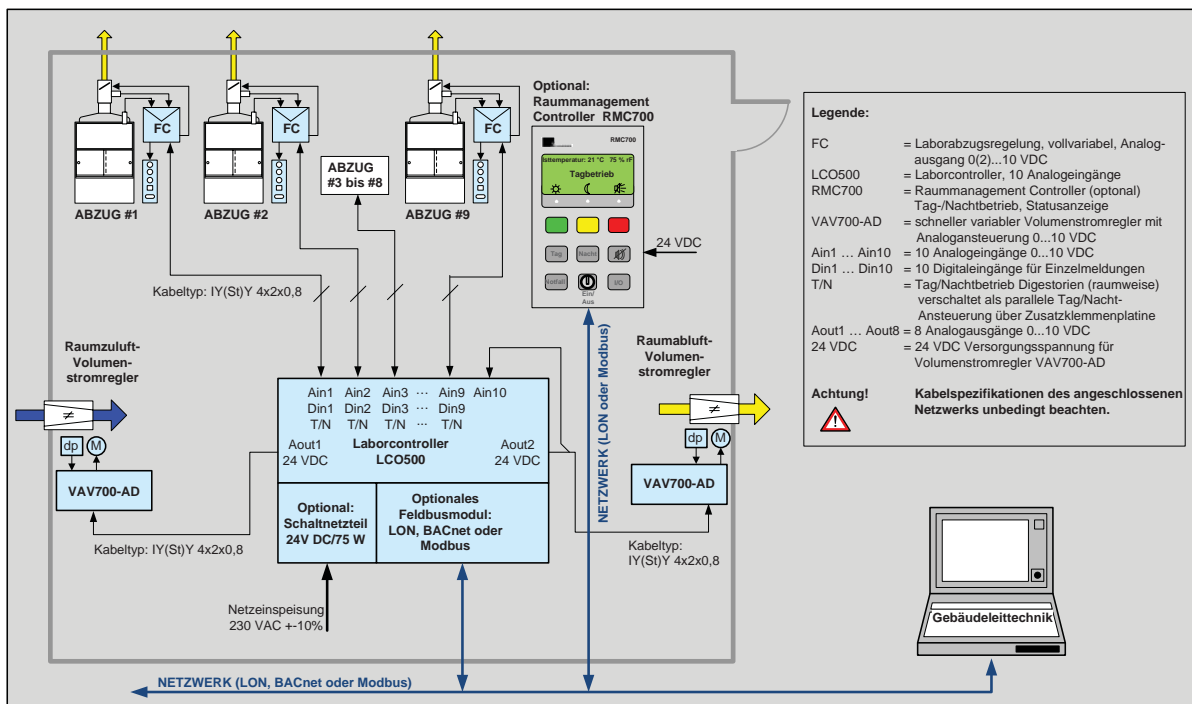 Optional:
Raummanagement
Controller RMC700
RMC700
Isttemperatur: 21 °C 75 % rF
Tagbetrieb
Tag
Nacht
Notfall
I/O
Ein/
Aus
24 VDC
FC
FC
FC
ABZUG #1
ABZUG #2
ABZUG
#3 bis #8
ABZUG #9
Kabeltyp: IY(St)Y 4x2x0,8
Raumzuluft-
Volumen-
stromregler
≠
dp
M
VAV700-AD
Kabeltyp: IY(St)Y 4x2x0,8
Ain1 Ain2 Ain3 ··· Ain9 Ain10
Din1 Din2 Din3 ··· Din9
T/N T/N T/N ... T/N
Aout1
24 VDC
Laborcontroller
LCO500
Aout2
24 VDC
Optional:
Schaltnetzteil
24V DC/75 W
Optionales
Feldbusmodul:
LON, BACnet oder
Modbus
Netzeinspeisung
230 VAC +-10%
NETZWERK (LON oder Modbus)
Raumabluft-
Volumen-
stromregler
≠
dp
M
VAV700-AD
Kabeltyp:
IY(St)Y 4x2x0,8
NETZWERK (LON, BACnet oder Modbus)
Gebäudeleittechnik
Legende:
FC = Laborabzugsregelung, vollvariabel, Analog-
ausgang 0(2)...10 VDC
LCO500 = Laborcontroller, 10 Analogeingänge
RMC700 = Raummanagement Controller (optional)
Tag-/Nachtbetrieb, Statusanzeige
VAV700-AD = schneller variabler Volumenstromregler mit
Analogansteuerung 0...10 VDC
Ain1 … Ain10 = 10 Analogeingänge 0...10 VDC
Din1 … Din10 = 10 Digitaleingänge für Einzelmeldungen
T/N = Tag/Nachtbetrieb Digestorien (raumweise)
verschaltet als parallele Tag/Nacht-
Ansteuerung über Zusatzklemmenplatine
Aout1 … Aout8 = 8 Analogausgänge 0...10 VDC
24 VDC = 24 VDC Versorgungsspannung für
Volumenstromregler VAV700-AD
Achtung! Kabelspezifikationen des angeschlossenen
Netzwerks unbedingt beachten.